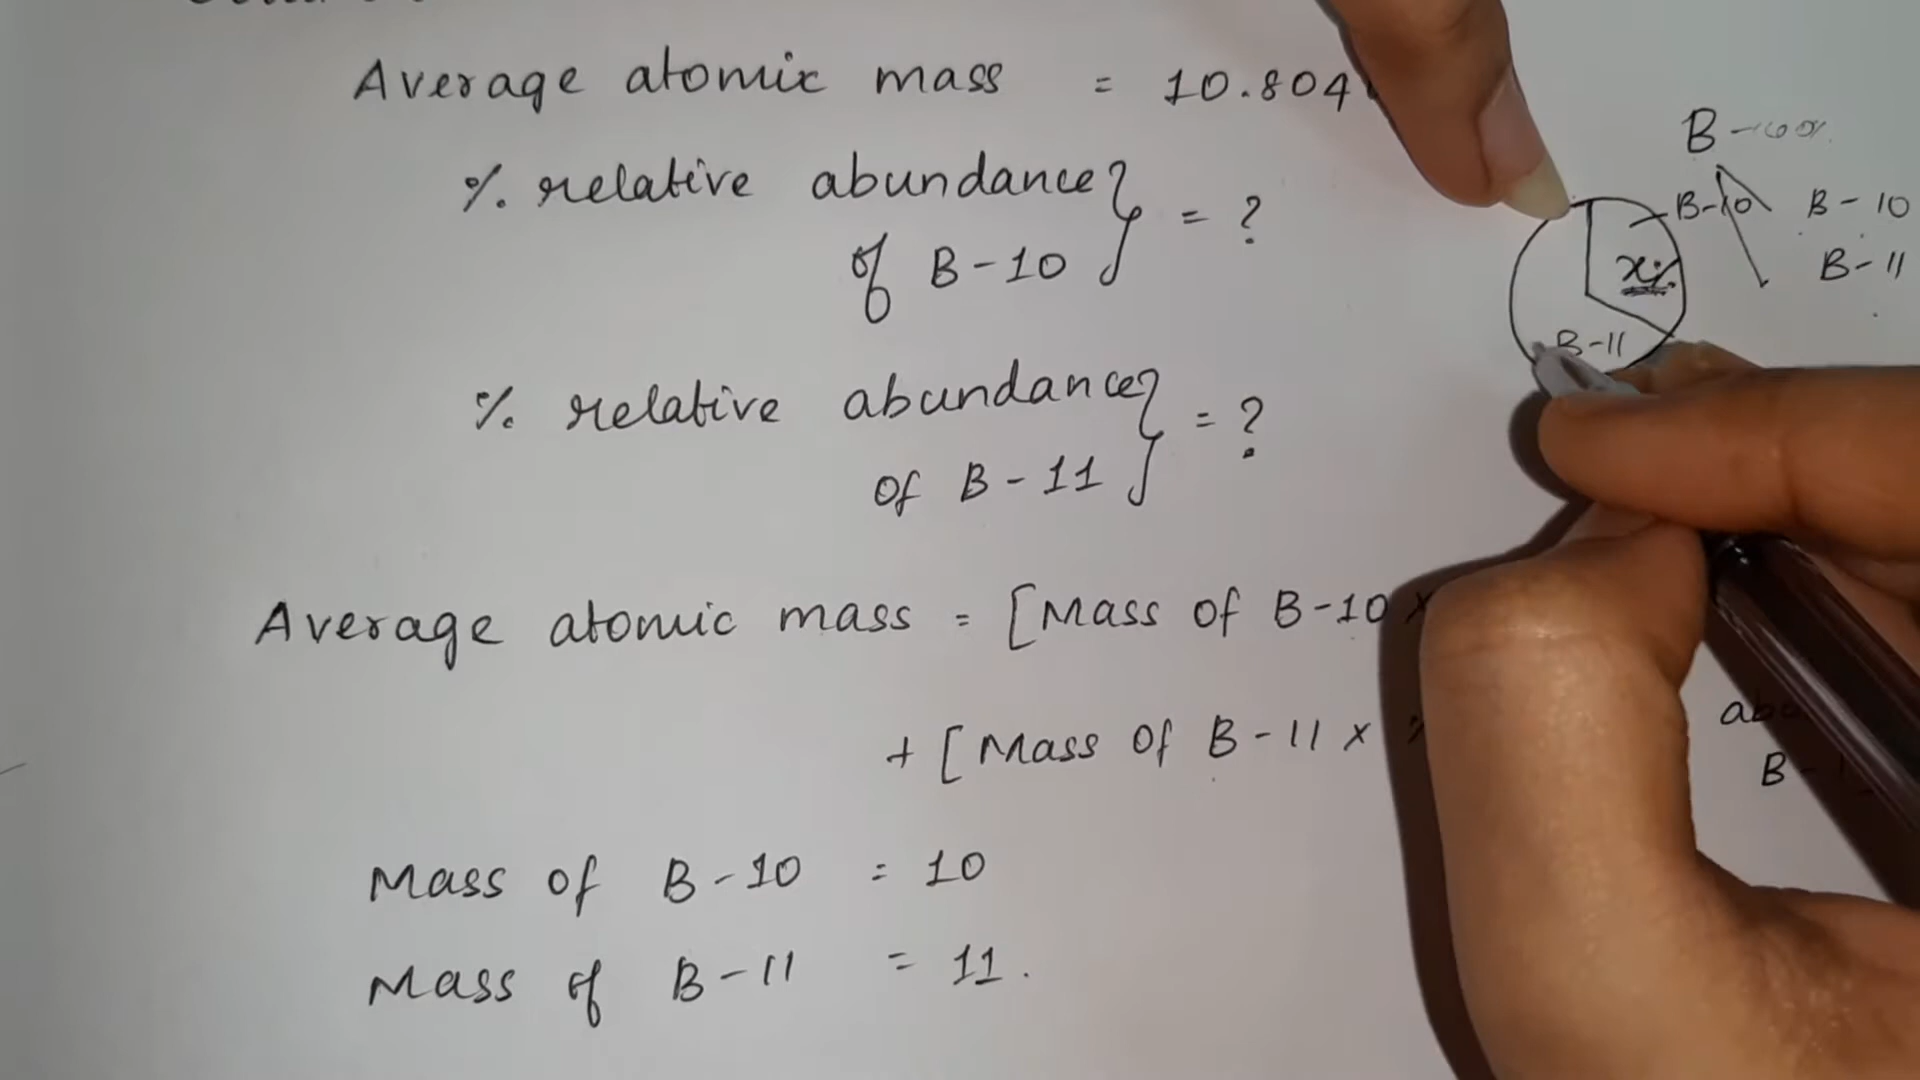 Average atomic mass = 10.804
% relative abundance
of B-10 } = ?
% relative abundance
of B-11 } = ?
Average atomic mass = [Mass of B-10 ×
+ [Mass of B-11 ×
Mass of B-10 = 10
Mass of B-11 = 11.
B
B-10
B-10
B-11
x%
B-11